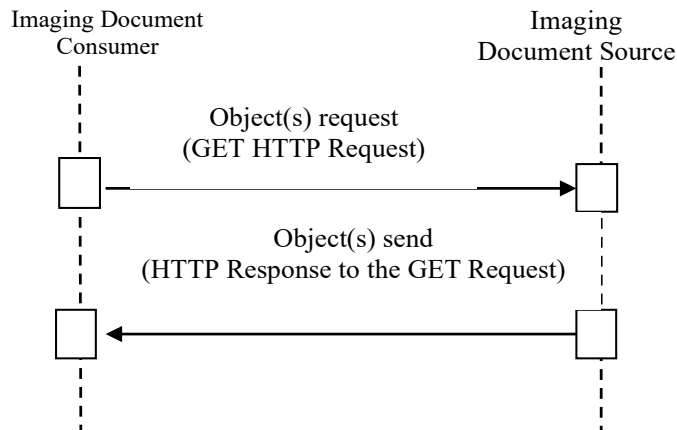 Imaging Document
Consumer
Imaging
Document Source
Object(s) request
(GET HTTP Request)
Object(s) send
(HTTP Response to the GET Request)